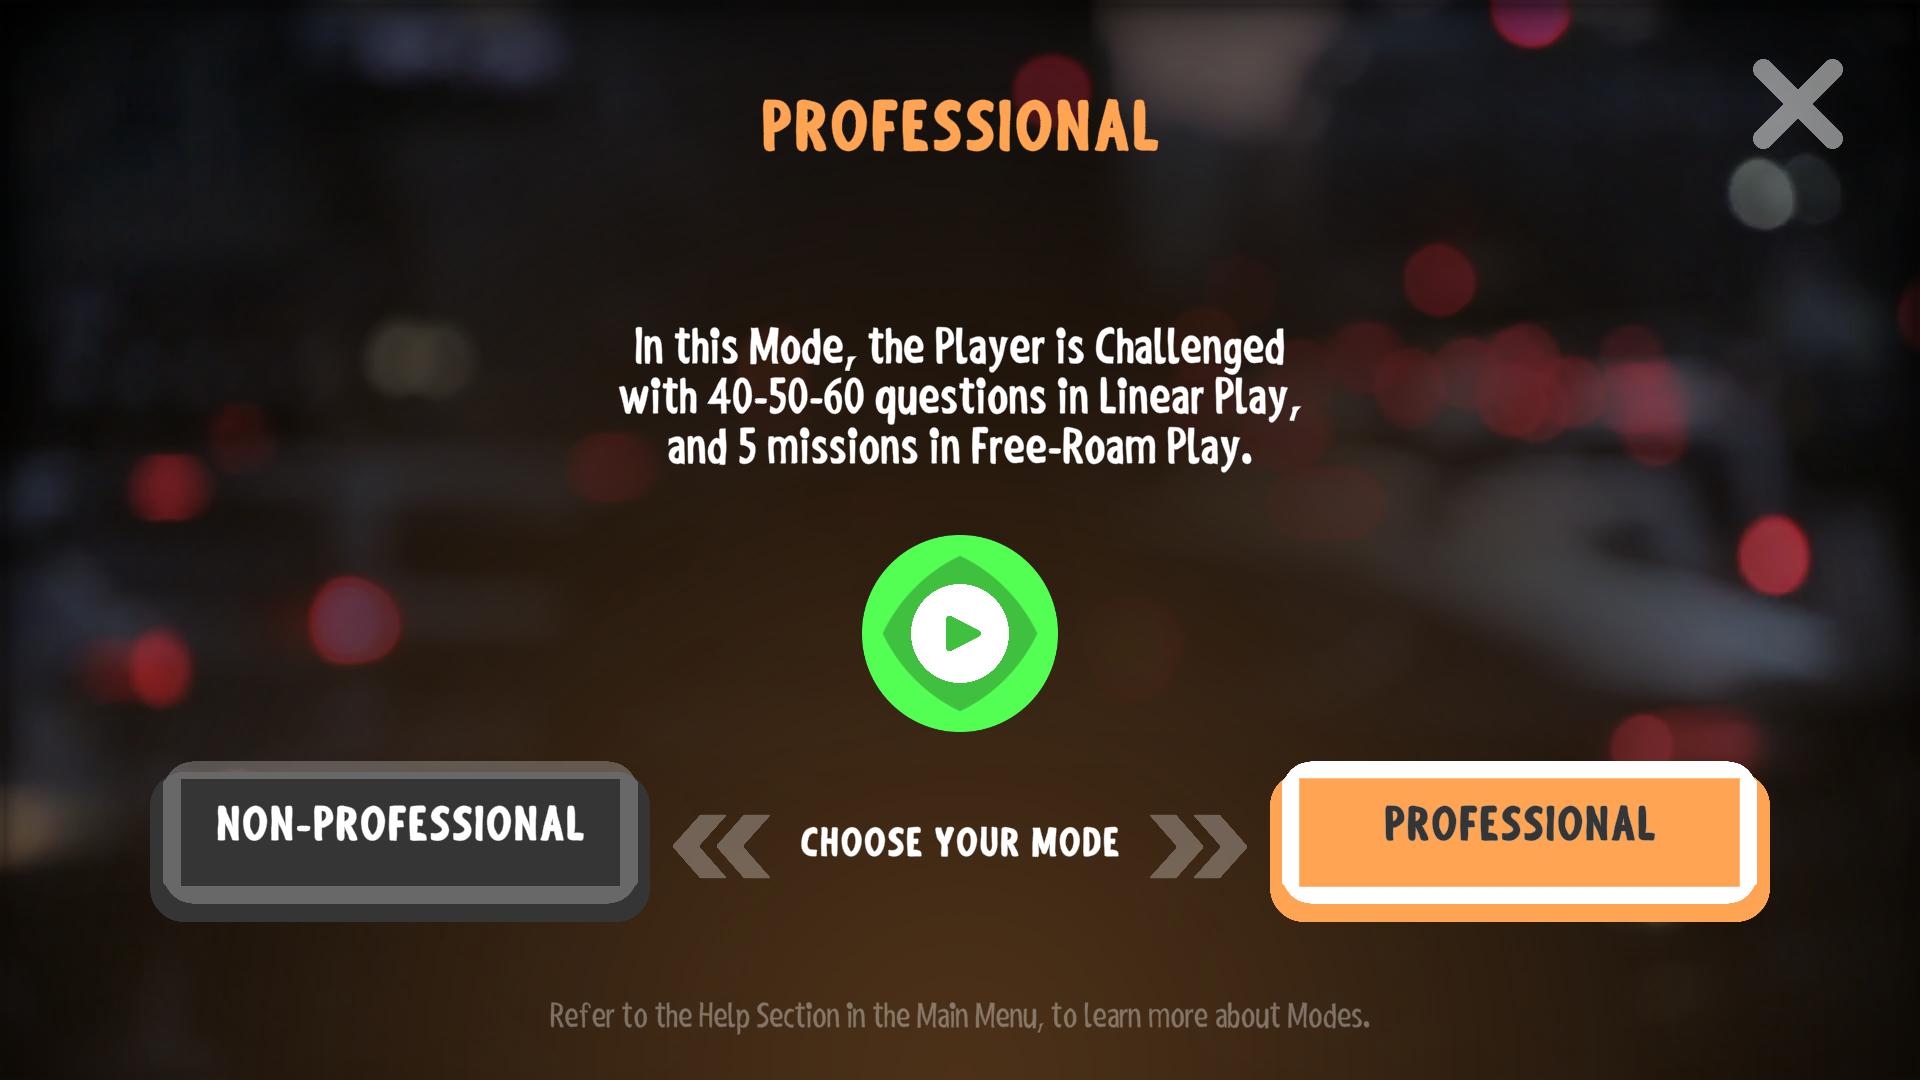 PROFESSIONAL
In this Mode, the Player is Challenged
with 40-50-60 questions in Linear Play,
and 5 missions in Free-Roam Play.
NON-PROFESSIONAL
CHOOSE YOUR MODE
PROFESSIONAL
Refer to the Help Section in the Main Menu, to learn more about Modes.